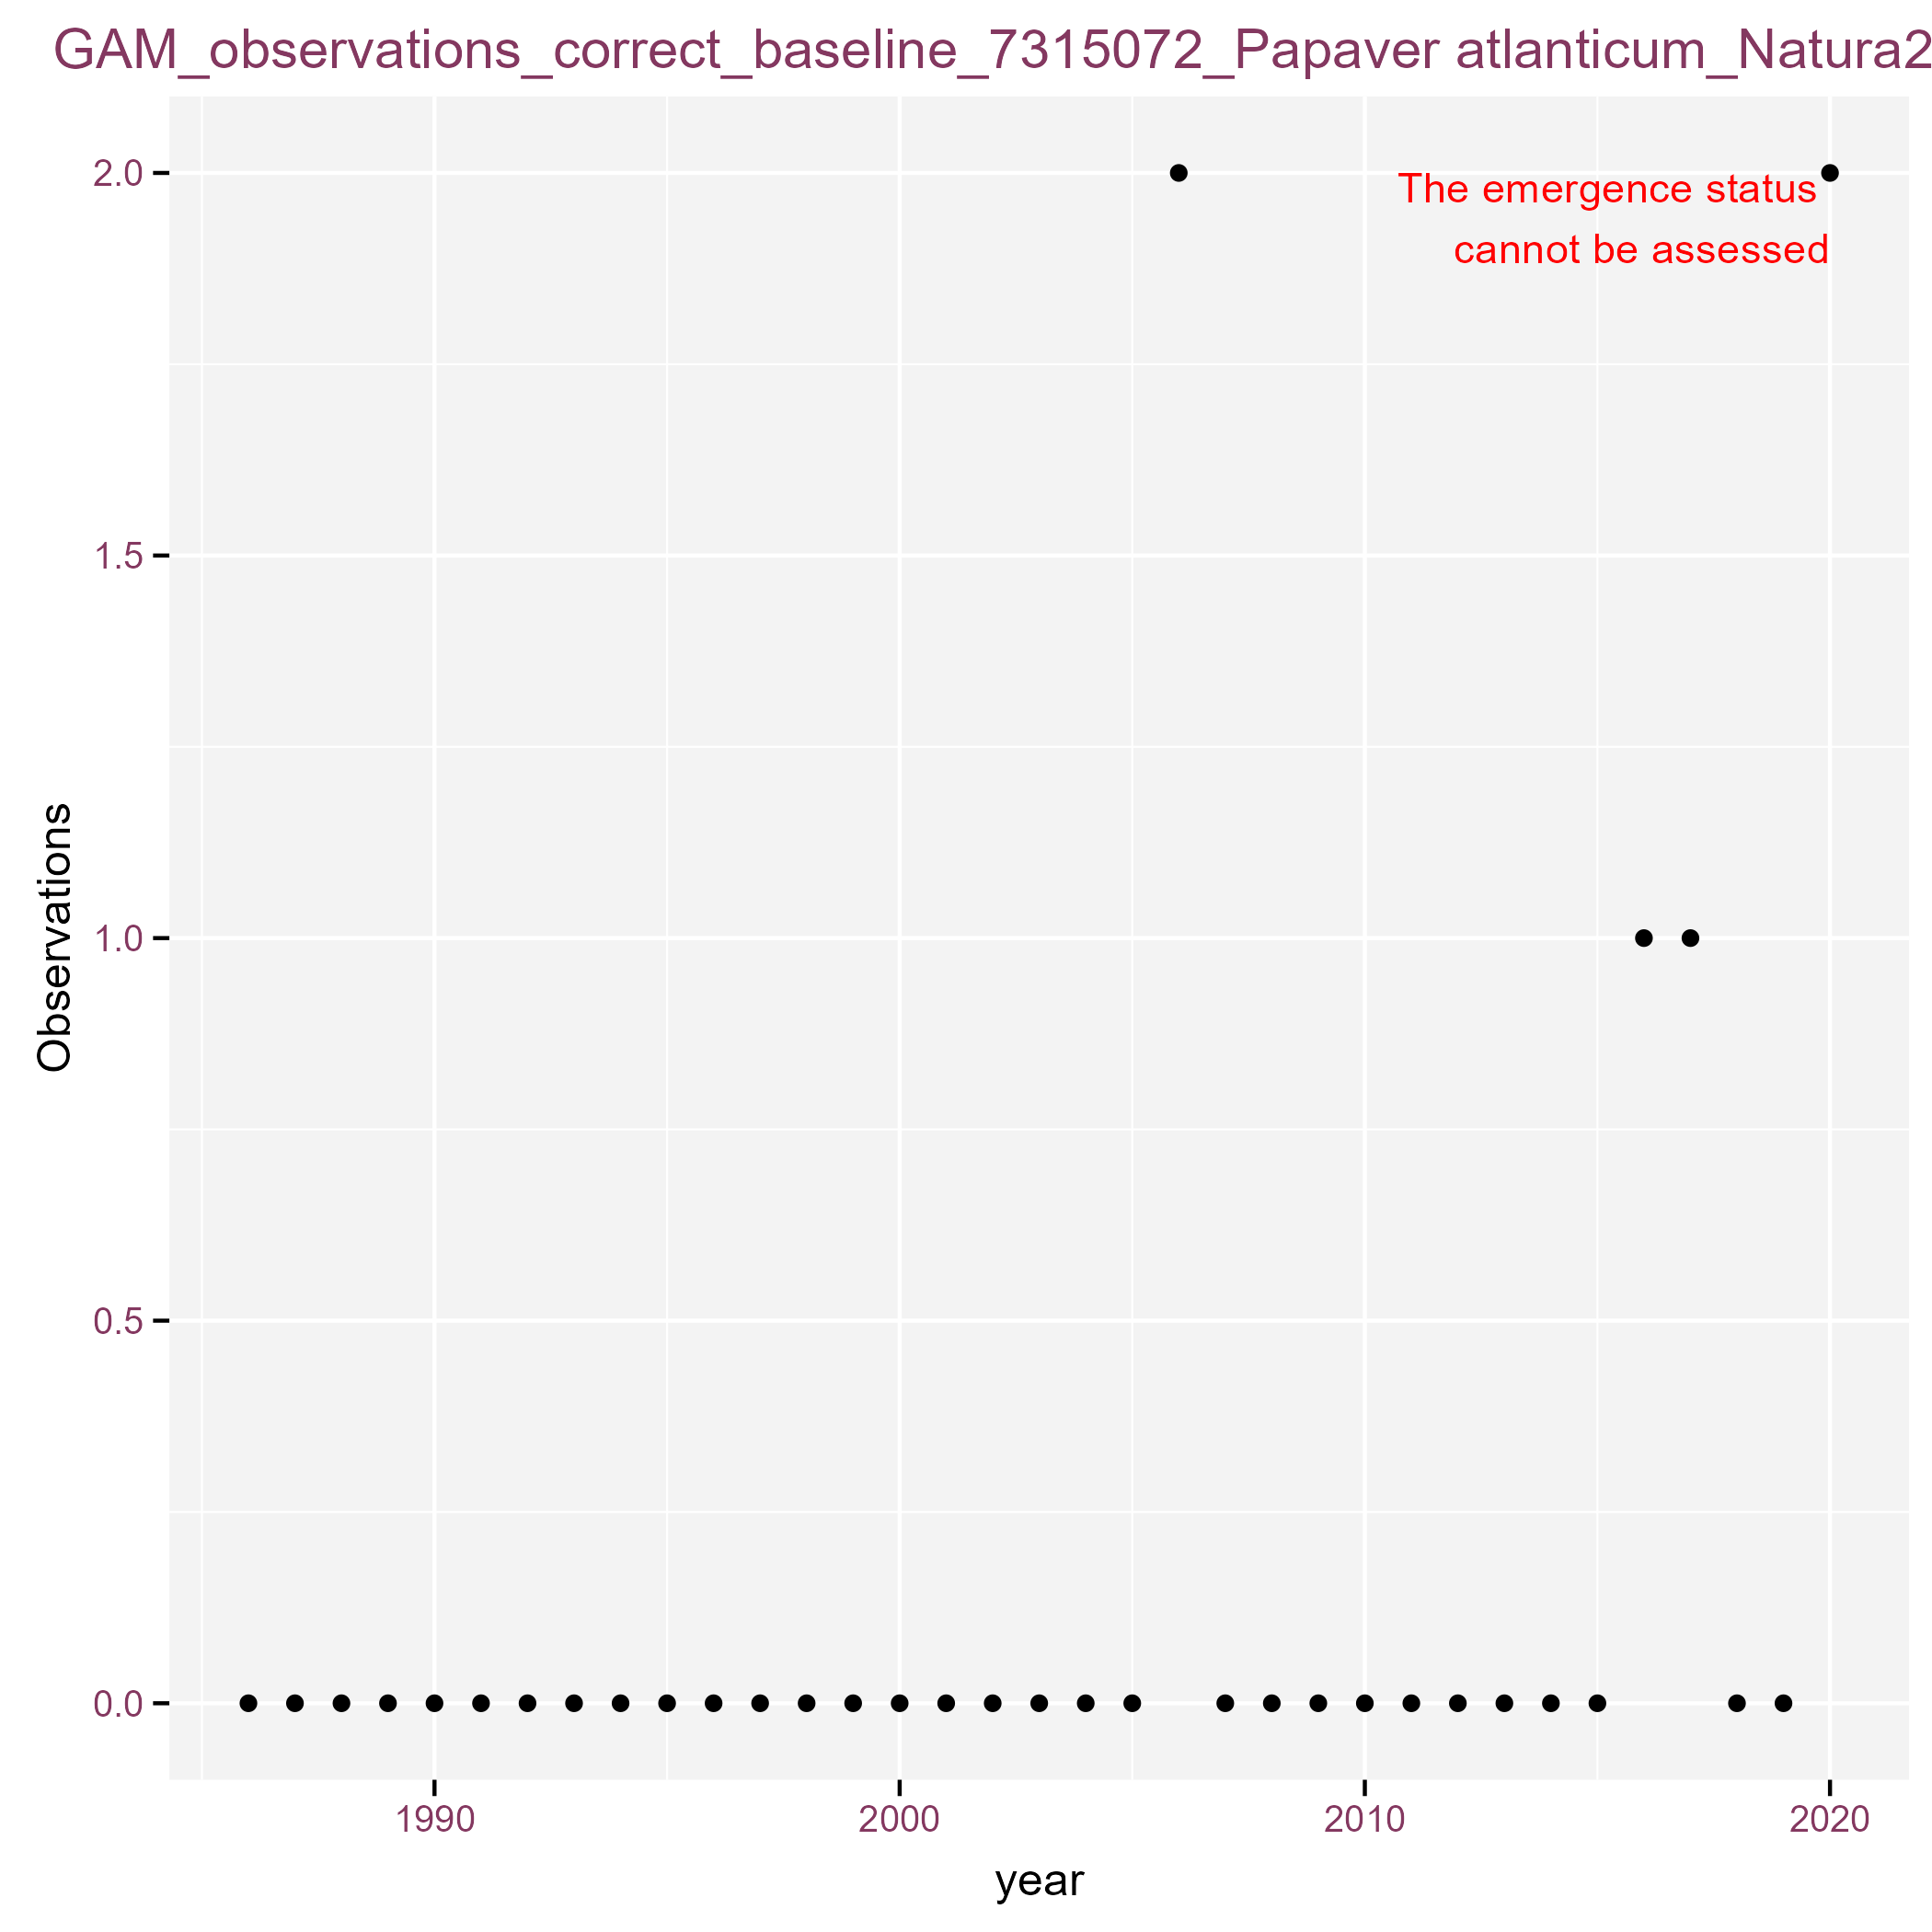 GAM_observations_correct_baseline_7315072_Papaver atlanticum_Natura2
2.0
The emergence status
cannot be assessed
1.5
1.0
0.5
0.0
Observations
1990 2000 2010 2020
year